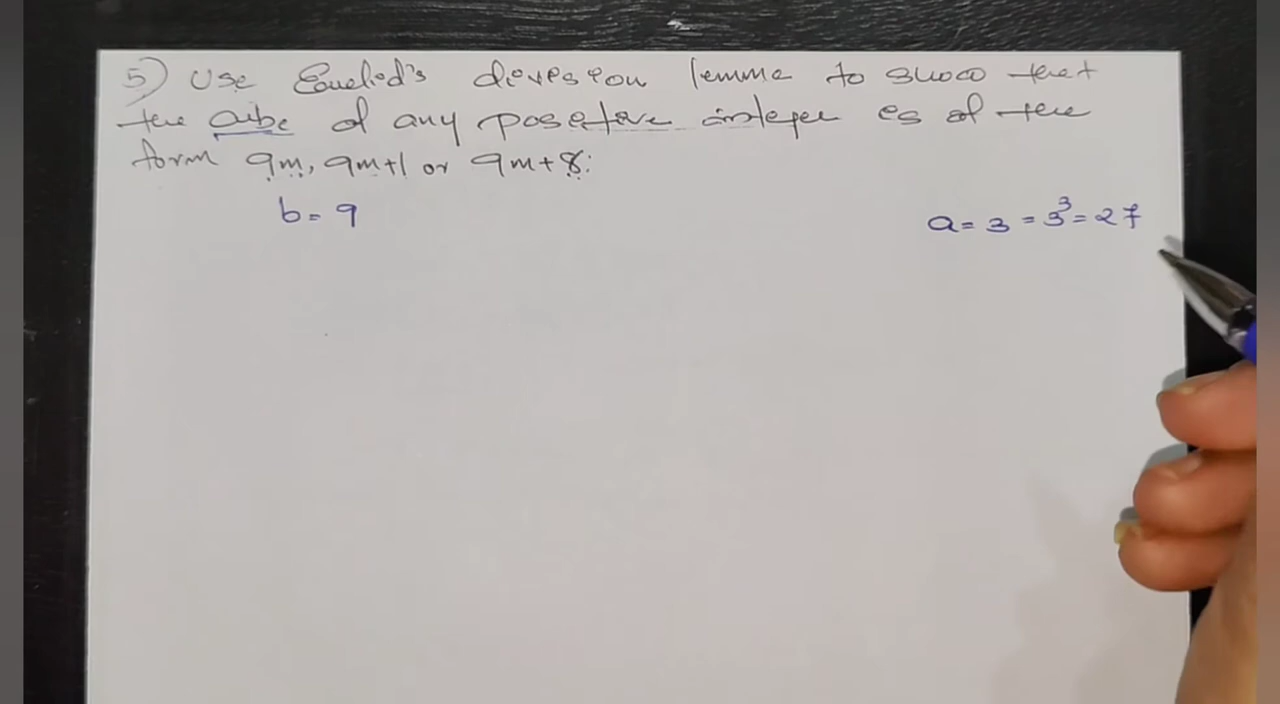 5) Use Euclid's division lemma to show that
the cube of any positive integer is of the
form 9m, 9m+1 or 9m+8.
b = 9
a = 3 = 3³ = 27